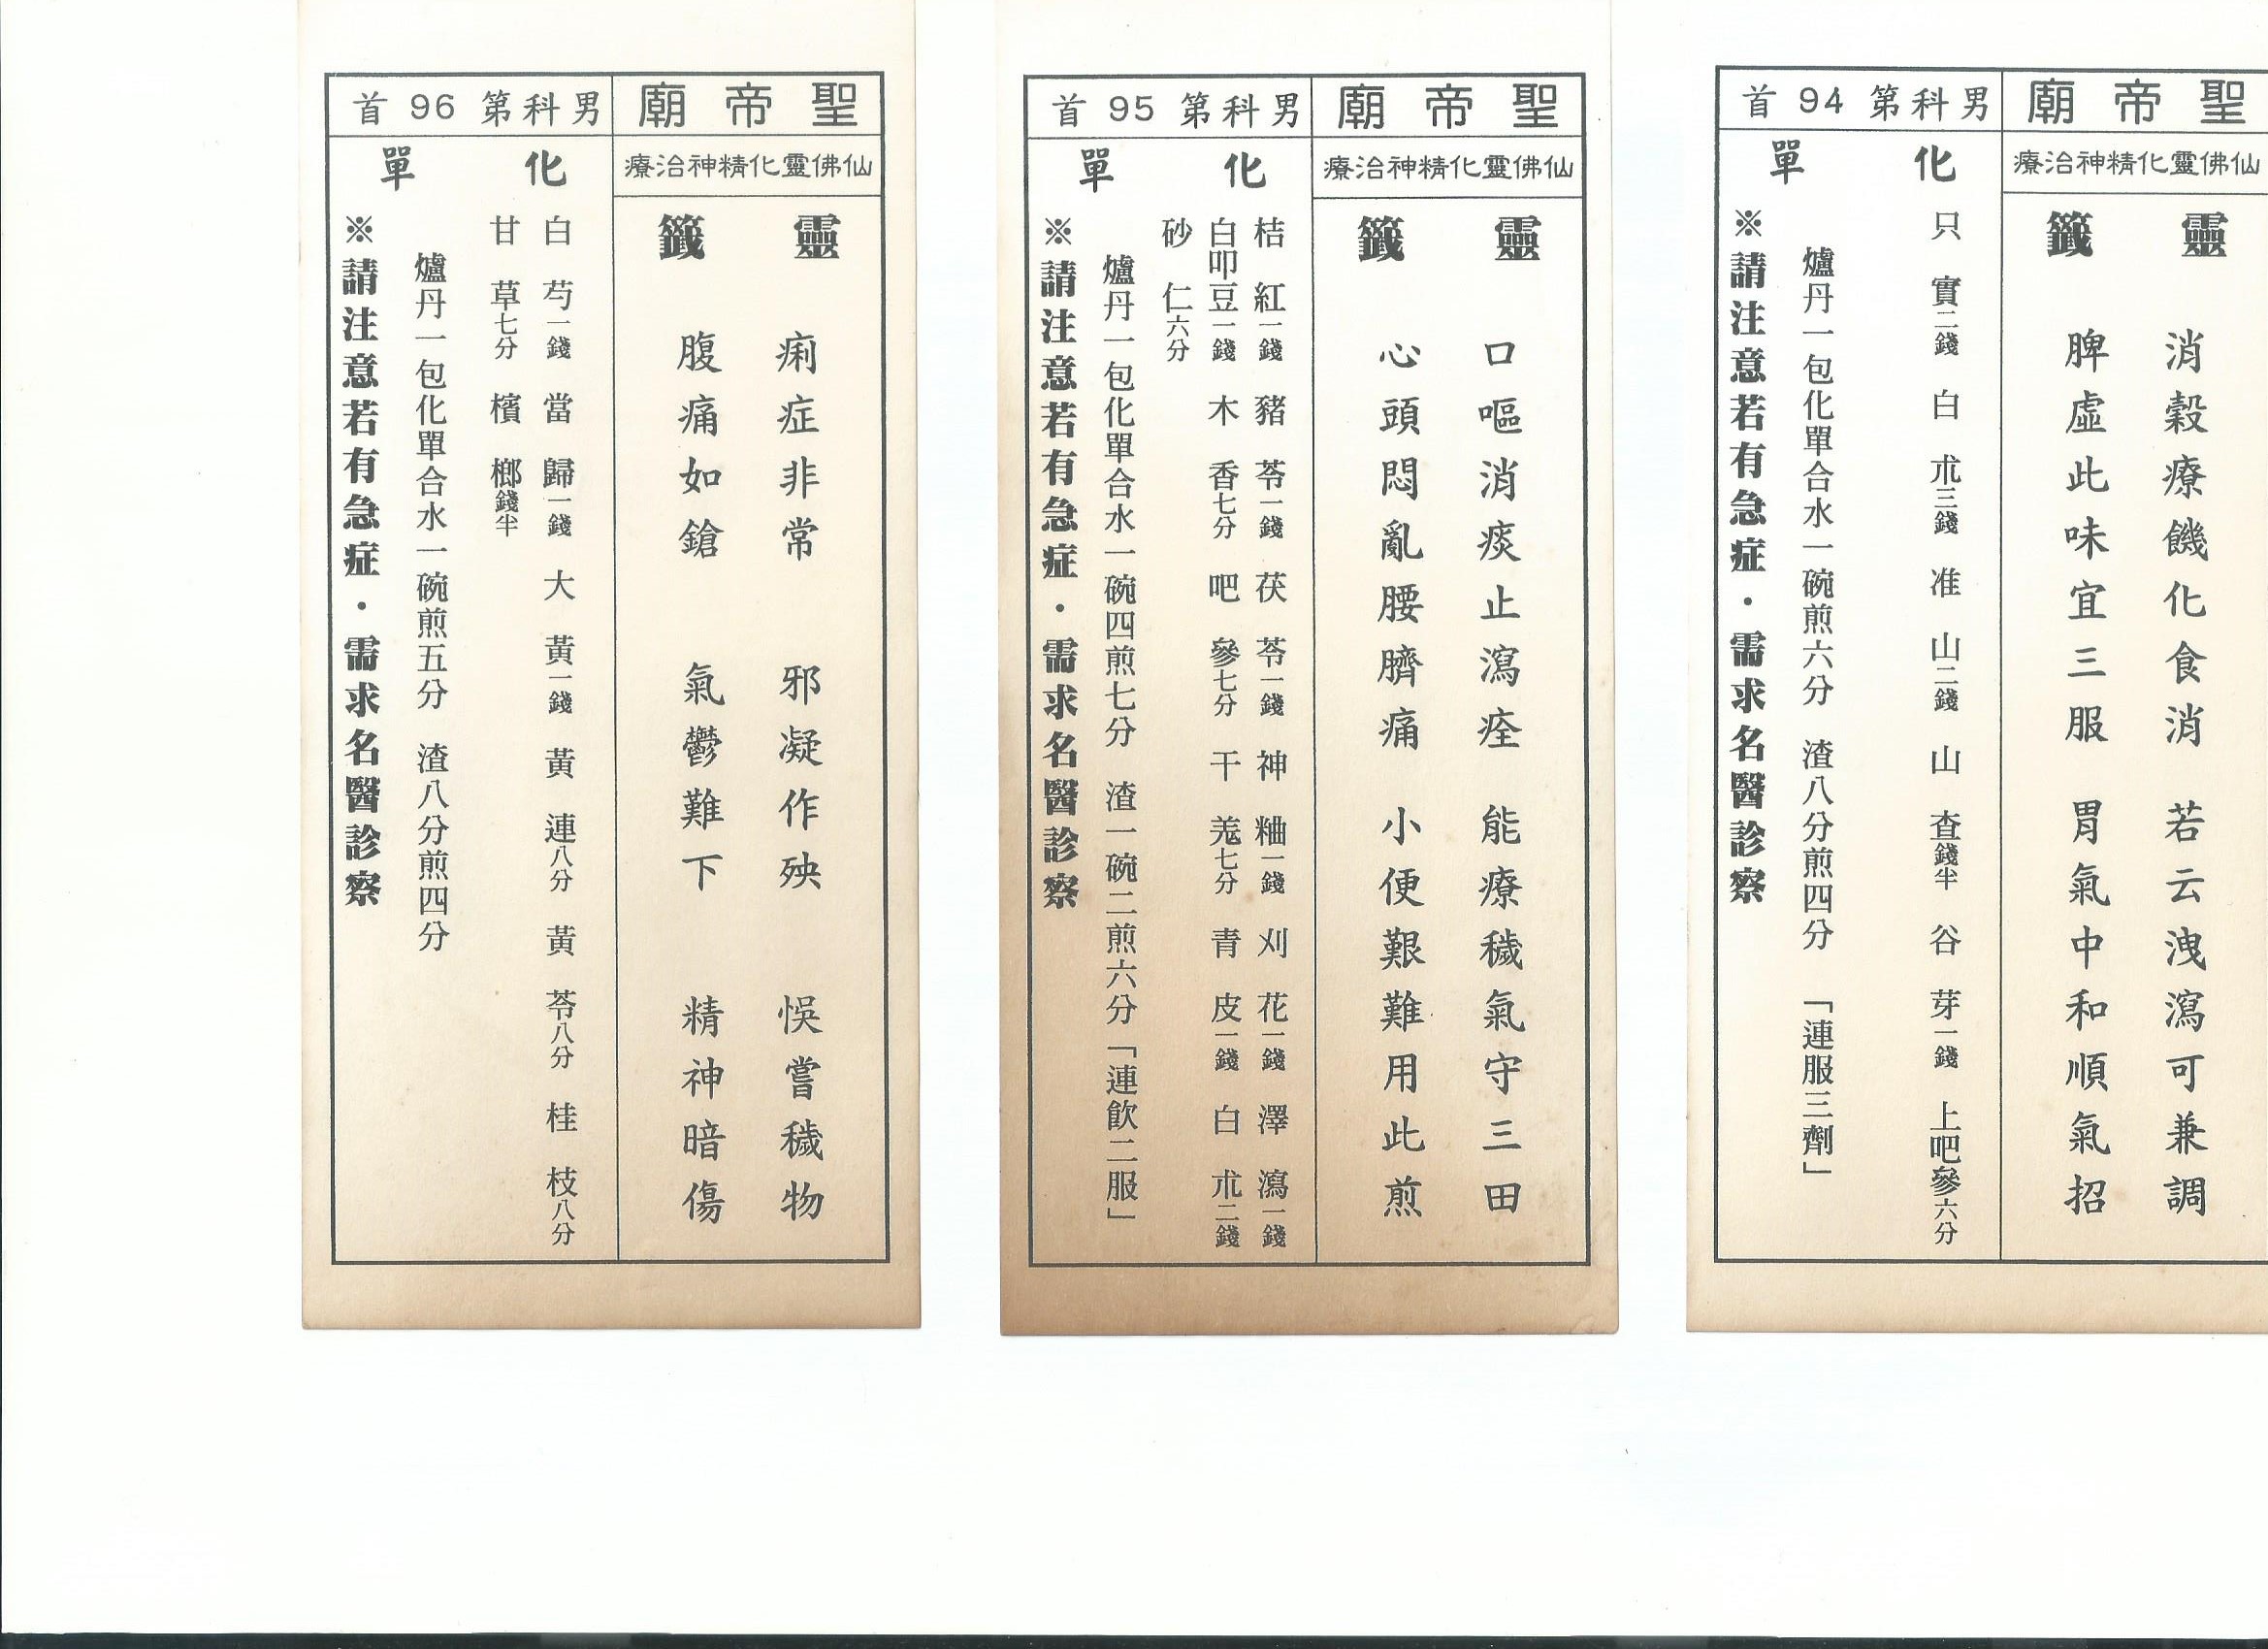 聖帝廟
男科第94首
仙佛靈化精神治療
靈籤
消穀療饑化食消　若云洩瀉可兼調
脾虛此味宜三服　胃氣中和順氣招
化單
只實二錢　白朮三錢　准山二錢　山查錢半　谷芽一錢　上吧參六分
爐丹一包化單合水一碗煎六分　渣八分煎四分　「連服三劑」
※請注意若有急症．需求名醫診察
聖帝廟
男科第95首
仙佛靈化精神治療
靈籤
口嘔消痰止瀉痊　能療穢氣守三田
心頭悶亂腰臍痛　小便艱難用此煎
化單
桔紅一錢　豬苓一錢　茯苓一錢　神粬一錢　刈花一錢　澤瀉一錢
白叩豆一錢　木香七分　吧參七分　干羗七分　青皮一錢　白朮二錢
砂仁六分
爐丹一包化單合水一碗四煎七分　渣一碗二煎六分「連飲二服」
※請注意若有急症．需求名醫診察
聖帝廟
男科第96首
仙佛靈化精神治療
靈籤
痢症非常　邪凝作殃　悞嘗穢物
腹痛如鎗　氣鬱難下　精神暗傷
化單
白芍一錢　當歸一錢　大黃一錢　黃連八分　黃苓八分　桂枝八分
甘草七分　檳榔錢半
爐丹一包化單合水一碗煎五分　渣八分煎四分
※請注意若有急症．需求名醫診察